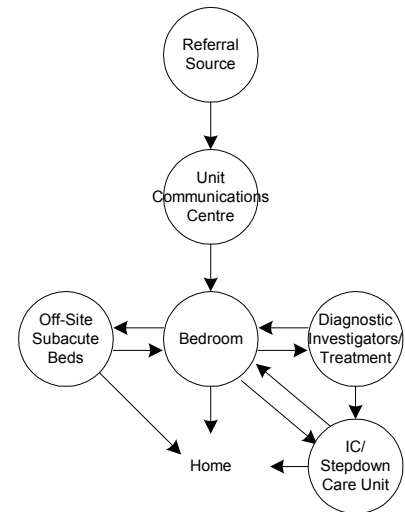 Referral
Source
Unit
Communications
Centre
Off-Site
Subacute
Beds
Bedroom
Diagnostic
Investigators/
Treatment
Home
IC/
Stepdown
Care Unit